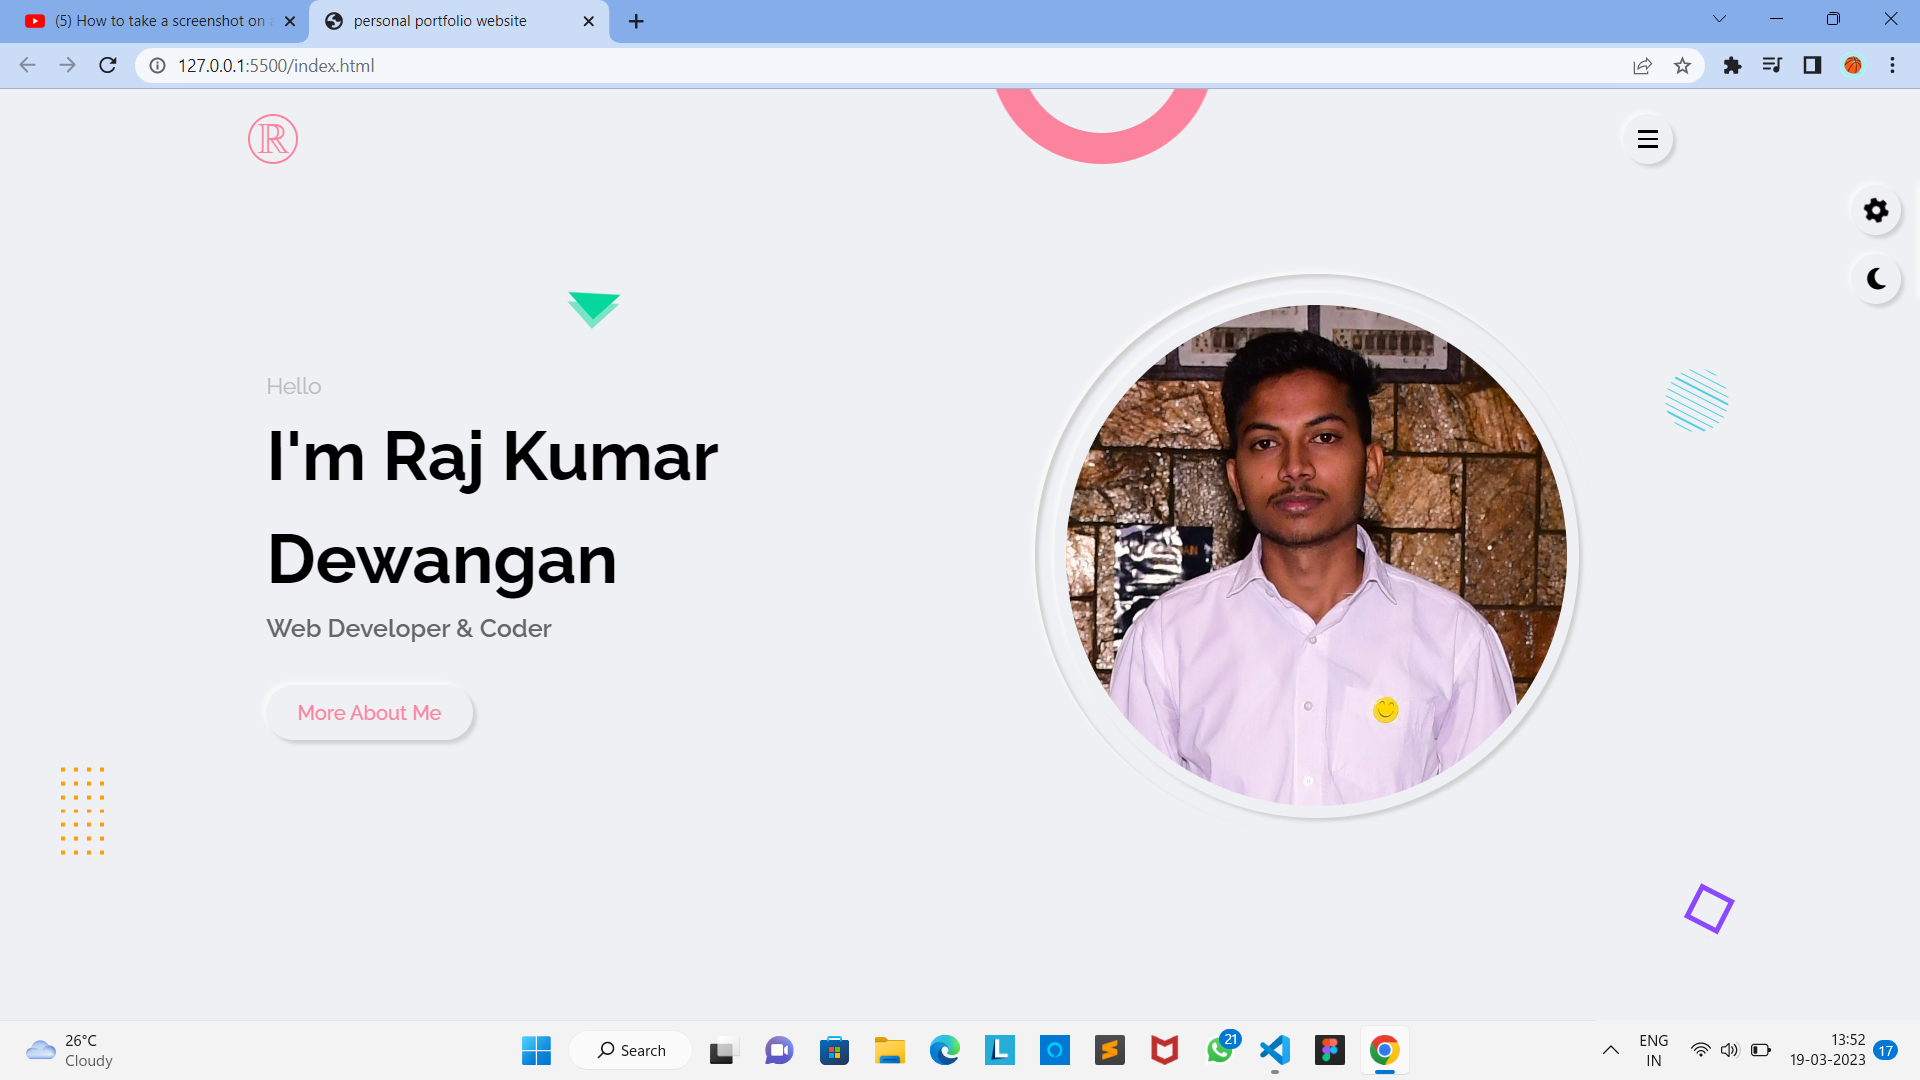 (5) How to take a screenshot on a
personal portfolio website
127.0.0.1:5500/index.html
R
Hello
I'm Raj Kumar
Dewangan
Web Developer & Coder
More About Me
26°C
Cloudy
Search
L
21
ENG
IN
13:52
19-03-2023
17